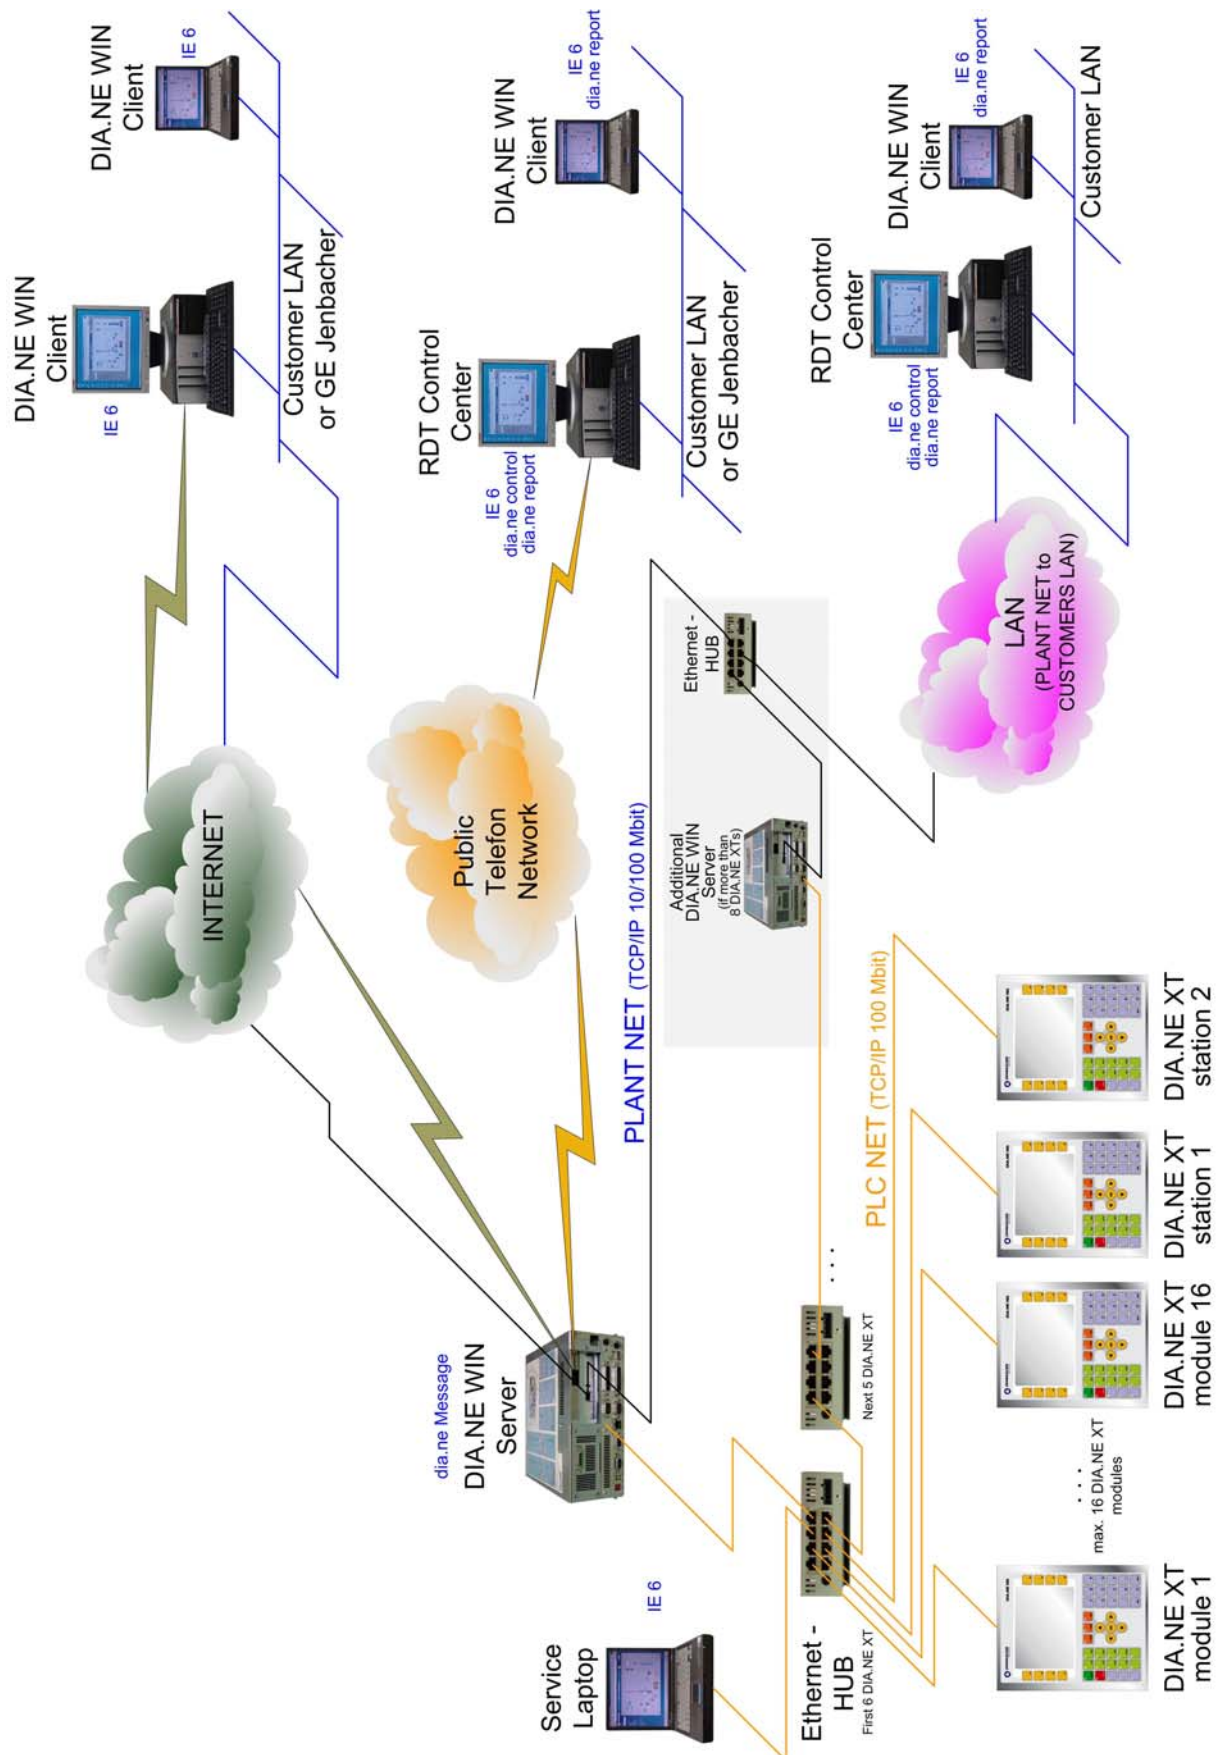 DIA.NE WIN
Client
IE 6
DIA.NE WIN
Client
IE 6
Customer LAN
or GE Jenbacher
INTERNET
RDT Control
Center
IE 6
dia.ne control
dia.ne report
DIA.NE WIN
Client
IE 6
dia.ne report
Customer LAN
or GE Jenbacher
Public
Telefon
Network
dia.ne Message
DIA.NE WIN
Server
PLANT NET (TCP/IP 10/100 Mbit)
Ethernet -
HUB
Additional
DIA.NE WIN
Server
(if more than
8 DIA.NE XTs)
RDT Control
Center
IE 6
dia.ne control
dia.ne report
DIA.NE WIN
Client
IE 6
dia.ne report
Customer LAN
LAN
(PLANT NET to
CUSTOMERS LAN)
Service
Laptop
IE 6
Ethernet -
HUB
First 6 DIA.NE XT
Next 5 DIA.NE XT
. . .
PLC NET (TCP/IP 100 Mbit)
DIA.NE XT
module 1
. . .
max. 16 DIA.NE XT
modules
DIA.NE XT
module 16
DIA.NE XT
station 1
DIA.NE XT
station 2